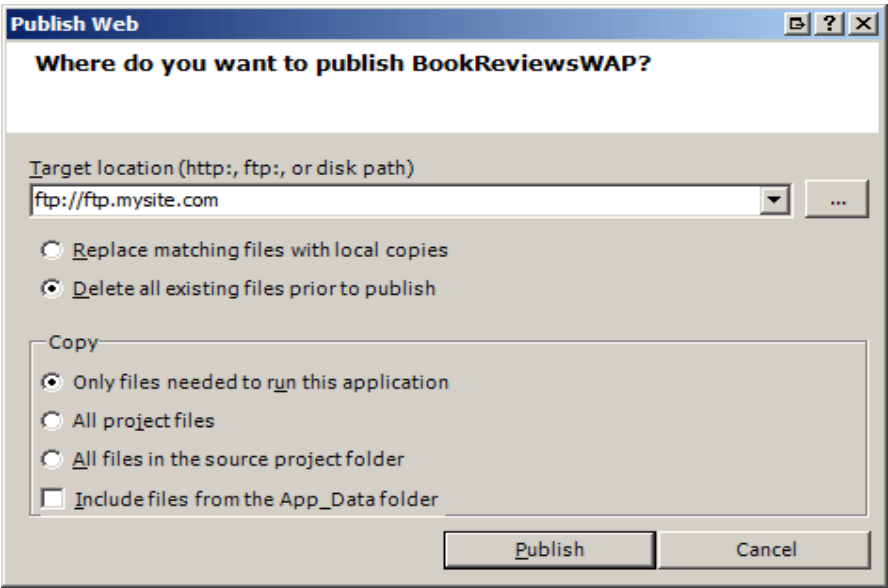 Publish Web
Where do you want to publish BookReviewsWAP?
Target location (http:, ftp:, or disk path)
ftp://ftp.mysite.com
...
Replace matching files with local copies
Delete all existing files prior to publish
Copy
Only files needed to run this application
All project files
All files in the source project folder
Include files from the App_Data folder
Publish Cancel